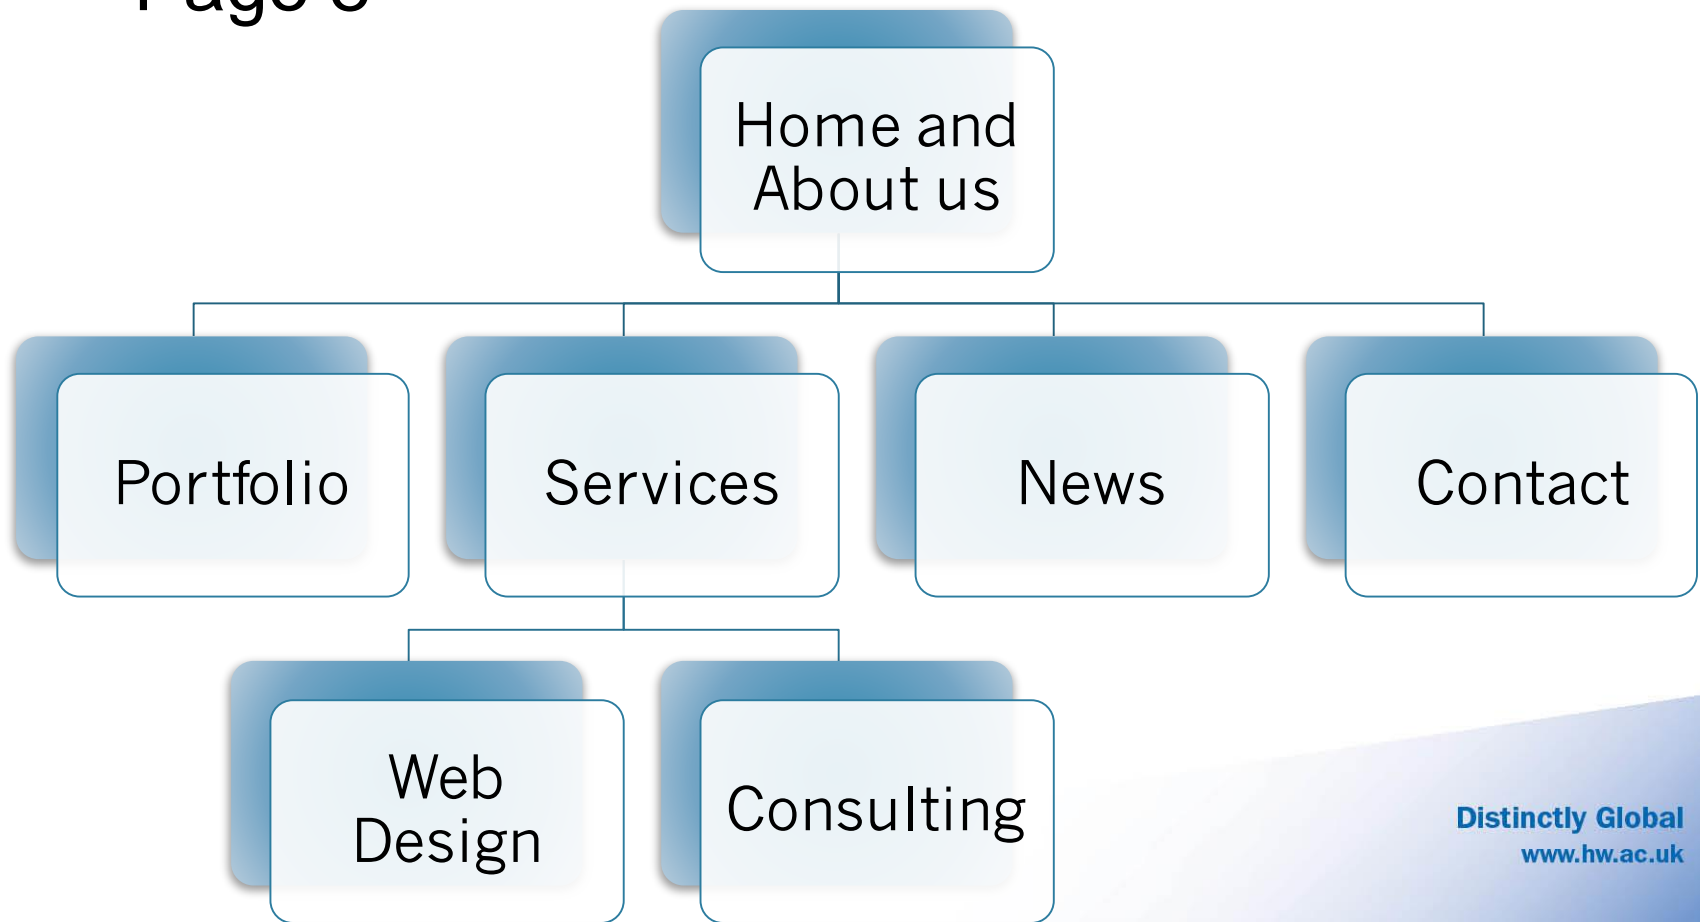 Home and
About us
Portfolio
Services
News
Contact
Web
Design
Consulting
Distinctly Global
www.hw.ac.uk